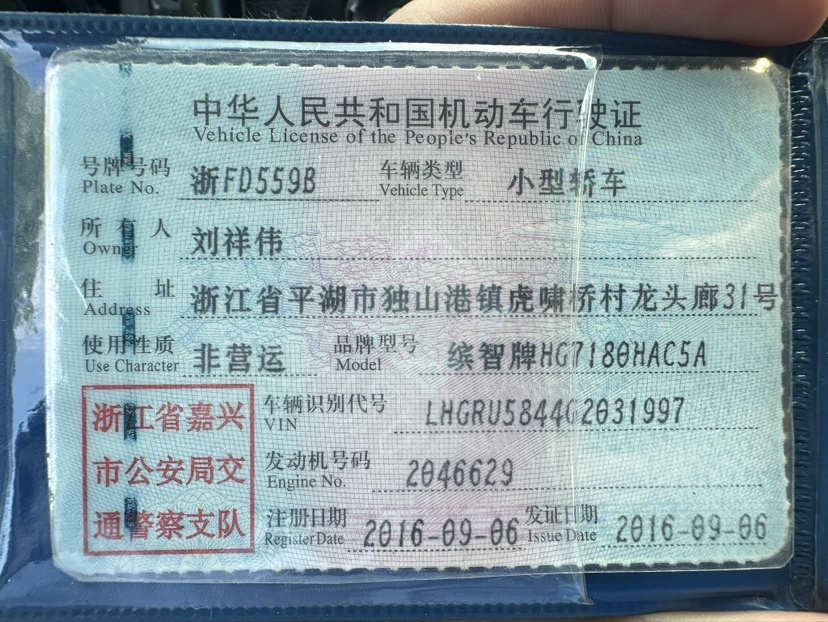 中华人民共和国机动车行驶证
Vehicle License of the People's Republic of China
号牌号码 浙FD559B 车辆类型 小型轿车
Plate No. Vehicle Type
所有人 刘祥伟
Owner
住址 浙江省平湖市独山港镇虎啸桥村龙头廊31号
Address
使用性质 非营运 品牌型号 缤智牌HG7180HAC5A
Use Character Model
浙江省嘉兴
市公安局交
通警察支队
车辆识别代号 LHGRU5844G2031997
VIN
发动机号码 2046629
Engine No.
注册日期 2016-09-06 发证日期 2016-09-06
Register Date Issue Date